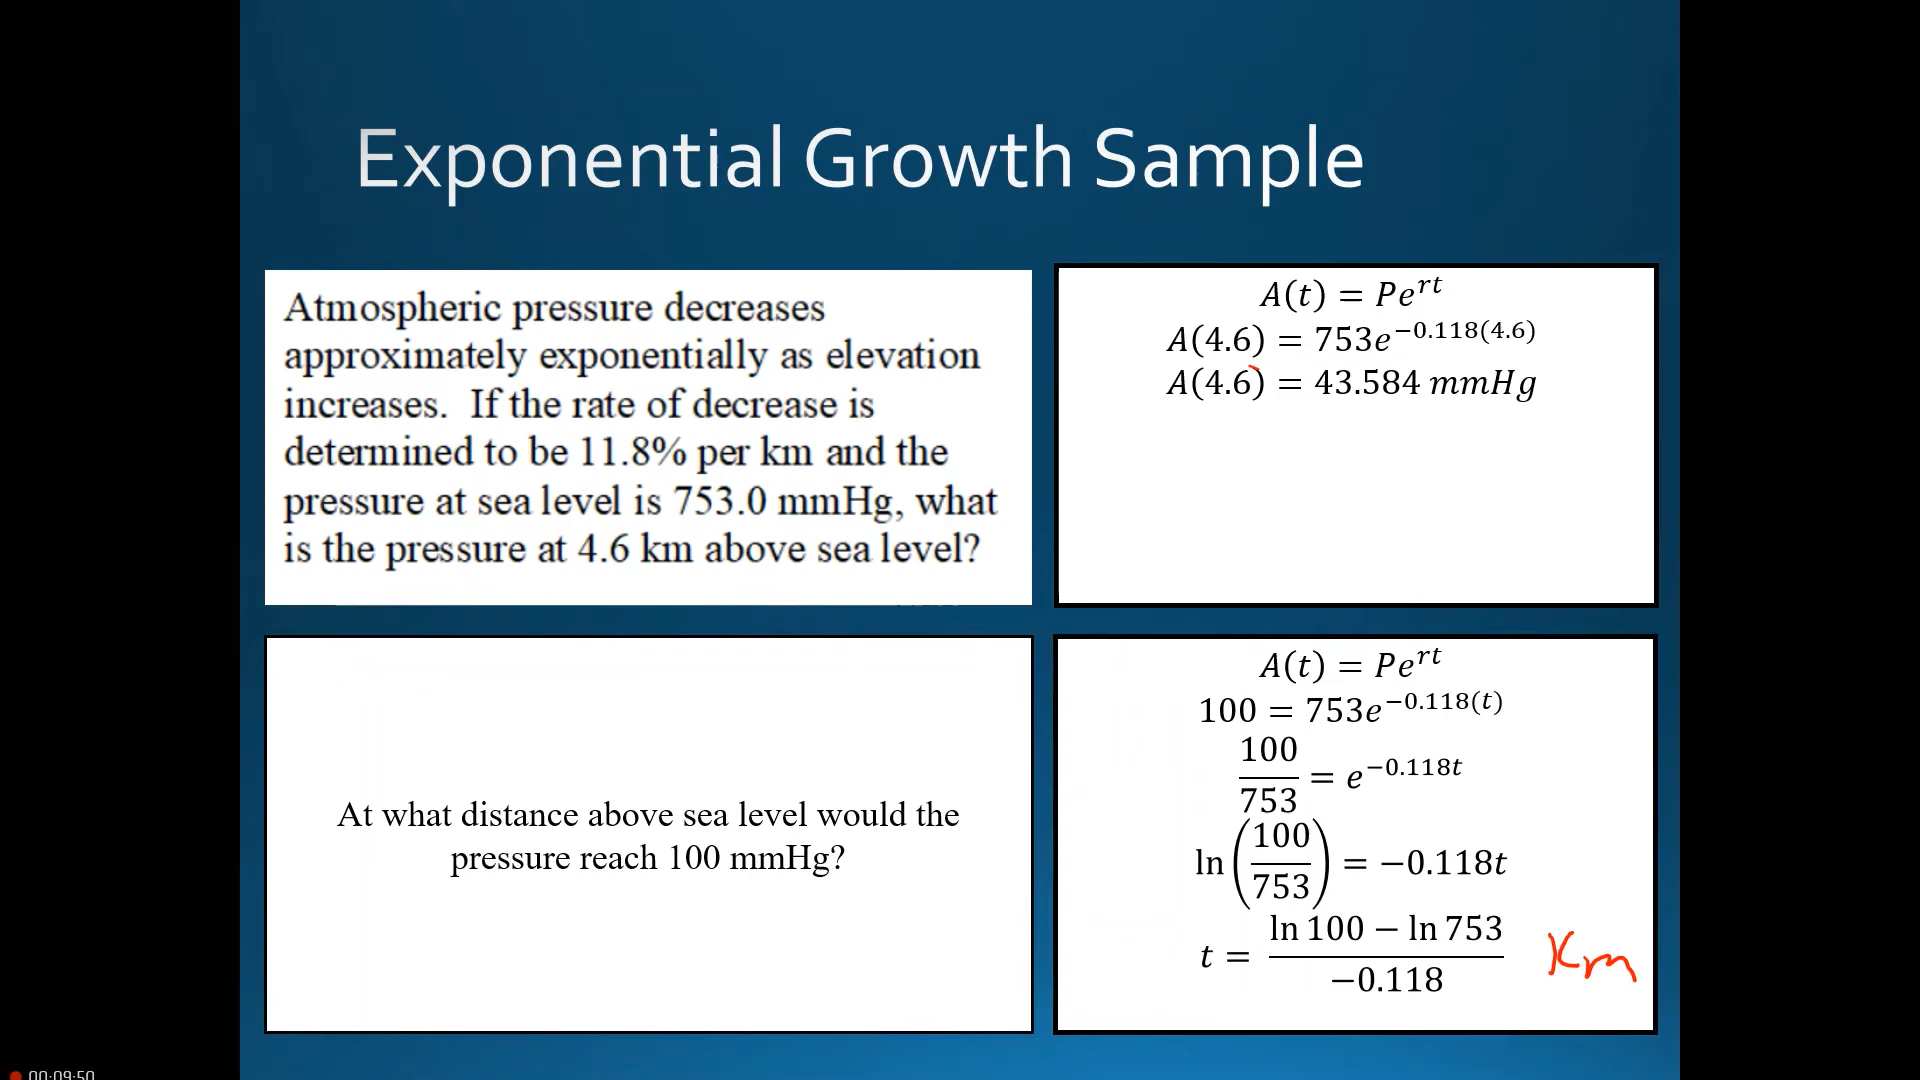 Exponential Growth Sample
Atmospheric pressure decreases
approximately exponentially as elevation
increases.  If the rate of decrease is
determined to be 11.8% per km and the
pressure at sea level is 753.0 mmHg, what
is the pressure at 4.6 km above sea level?
A(t) = Pe^{rt}
A(4.6) = 753e^{−0.118(4.6)}
A(4.6) = 43.584 mmHg
At what distance above sea level would the
pressure reach 100 mmHg?
A(t) = Pe^{rt}
100 = 753e^{−0.118(t)}
100/753 = e^{−0.118t}
ln(100/753) = −0.118t
t = (ln 100 − ln 753)/−0.118 Km
00:09:50